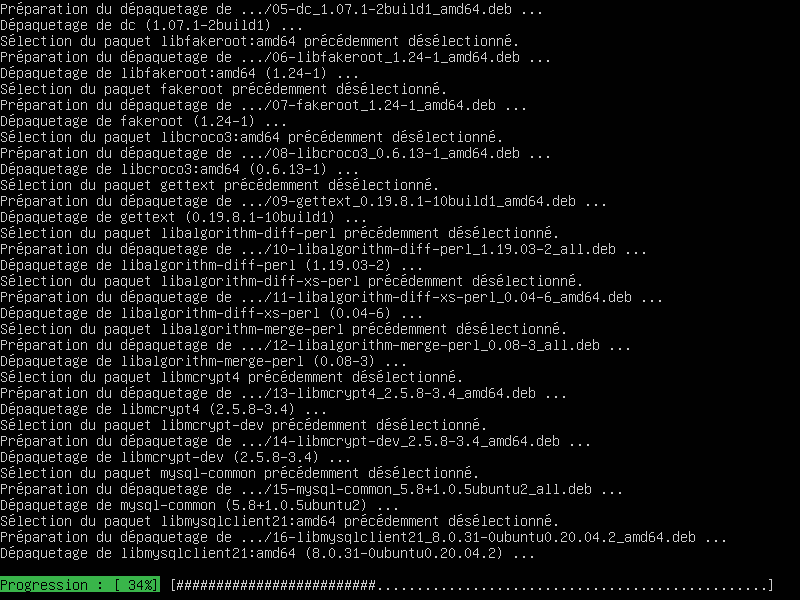 Préparation du dépaquetage de .../05-dc_1.07.1-2build1_amd64.deb ...
Dépaquetage de dc (1.07.1-2build1) ...
Sélection du paquet libfakeroot:amd64 précédemment désélectionné.
Préparation du dépaquetage de .../06-libfakeroot_1.24-1_amd64.deb ...
Dépaquetage de libfakeroot:amd64 (1.24-1) ...
Sélection du paquet fakeroot précédemment désélectionné.
Préparation du dépaquetage de .../07-fakeroot_1.24-1_amd64.deb ...
Dépaquetage de fakeroot (1.24-1) ...
Sélection du paquet libcroco3:amd64 précédemment désélectionné.
Préparation du dépaquetage de .../08-libcroco3_0.6.13-1_amd64.deb ...
Dépaquetage de libcroco3:amd64 (0.6.13-1) ...
Sélection du paquet gettext précédemment désélectionné.
Préparation du dépaquetage de .../09-gettext_0.19.8.1-10build1_amd64.deb ...
Dépaquetage de gettext (0.19.8.1-10build1) ...
Sélection du paquet libalgorithm-diff-perl précédemment désélectionné.
Préparation du dépaquetage de .../10-libalgorithm-diff-perl_1.19.03-2_all.deb ...
Dépaquetage de libalgorithm-diff-perl (1.19.03-2) ...
Sélection du paquet libalgorithm-diff-xs-perl précédemment désélectionné.
Préparation du dépaquetage de .../11-libalgorithm-diff-xs-perl_0.04-6_amd64.deb ...
Dépaquetage de libalgorithm-diff-xs-perl (0.04-6) ...
Sélection du paquet libalgorithm-merge-perl précédemment désélectionné.
Préparation du dépaquetage de .../12-libalgorithm-merge-perl_0.08-3_all.deb ...
Dépaquetage de libalgorithm-merge-perl (0.08-3) ...
Sélection du paquet libmcrypt4 précédemment désélectionné.
Préparation du dépaquetage de .../13-libmcrypt4_2.5.8-3.4_amd64.deb ...
Dépaquetage de libmcrypt4 (2.5.8-3.4) ...
Sélection du paquet libmcrypt-dev précédemment désélectionné.
Préparation du dépaquetage de .../14-libmcrypt-dev_2.5.8-3.4_amd64.deb ...
Dépaquetage de libmcrypt-dev (2.5.8-3.4) ...
Sélection du paquet mysql-common précédemment désélectionné.
Préparation du dépaquetage de .../15-mysql-common_5.8+1.0.5ubuntu2_all.deb ...
Dépaquetage de mysql-common (5.8+1.0.5ubuntu2) ...
Sélection du paquet libmysqlclient21:amd64 précédemment désélectionné.
Préparation du dépaquetage de .../16-libmysqlclient21_8.0.31-0ubuntu0.20.04.2_amd64.deb ...
Dépaquetage de libmysqlclient21:amd64 (8.0.31-0ubuntu0.20.04.2) ...
Progression : [ 34%] [#########################.................................................]